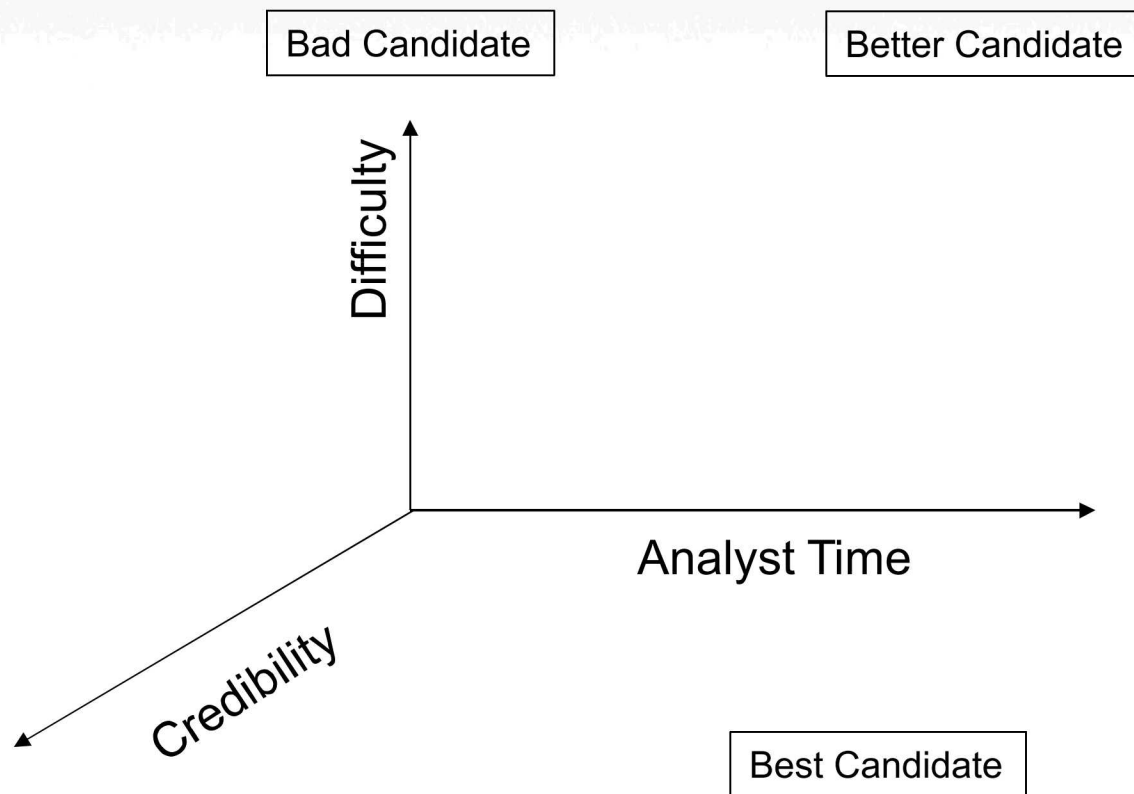 Bad Candidate
Better Candidate
Difficulty
Analyst Time
Credibility
Best Candidate